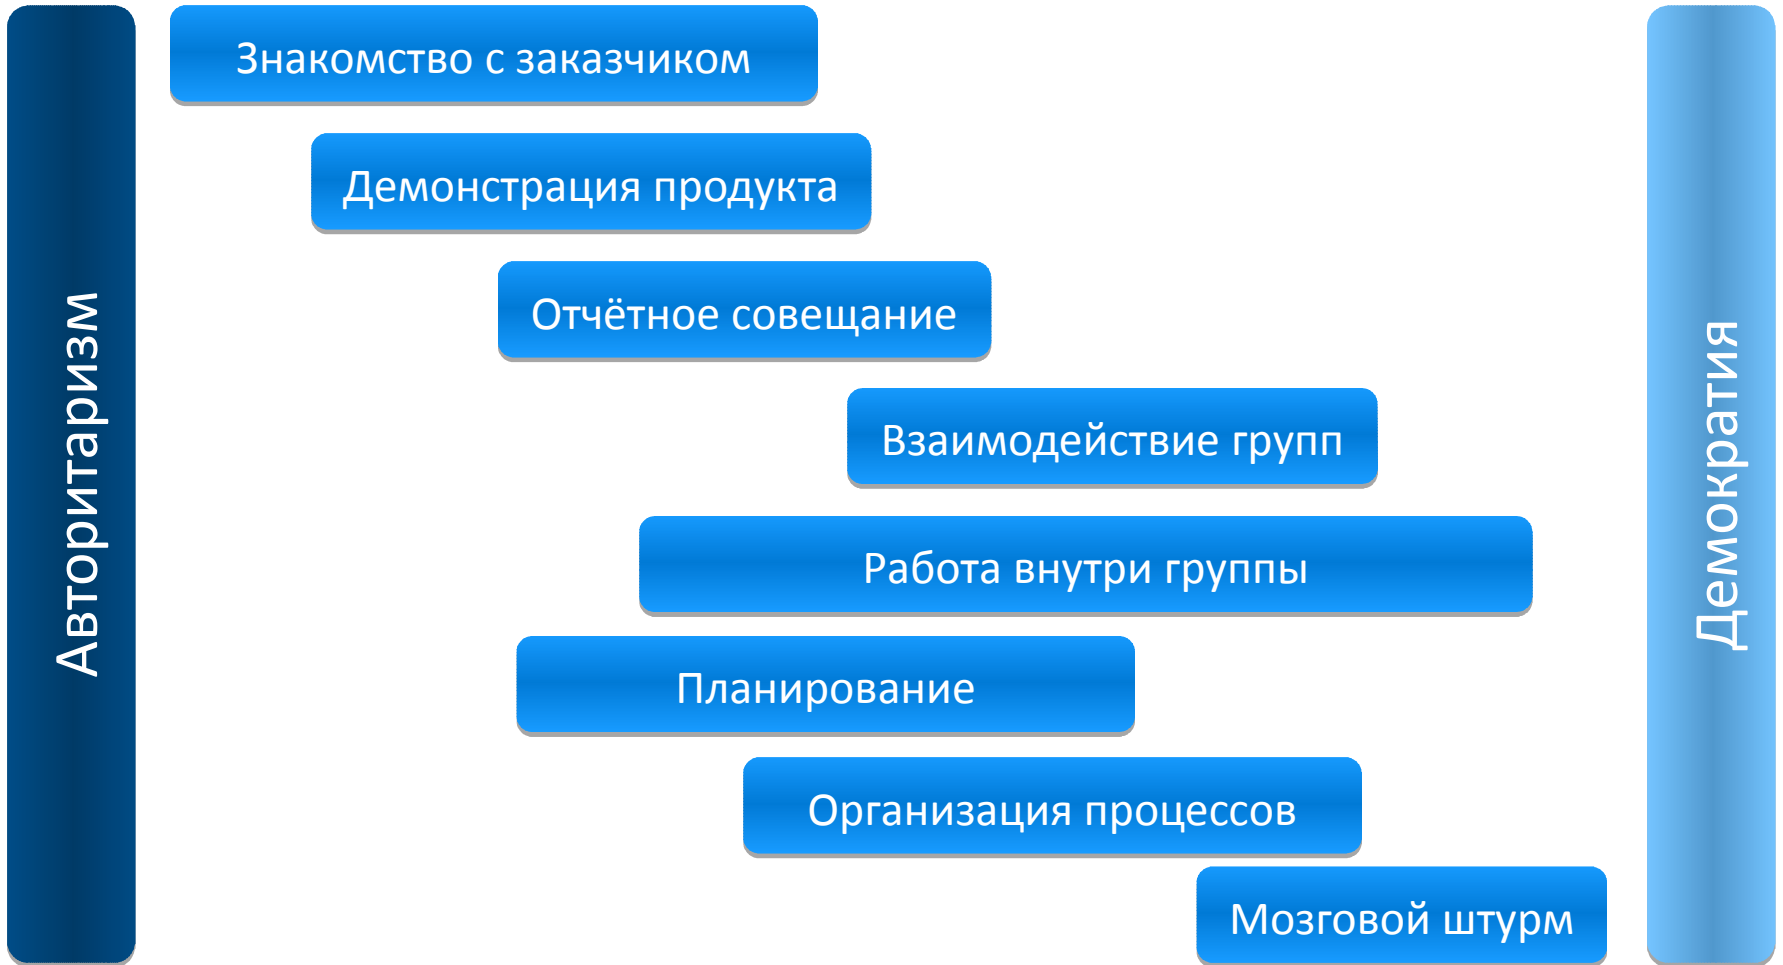 Авторитаризм
Знакомство с заказчиком
Демонстрация продукта
Отчётное совещание
Взаимодействие групп
Работа внутри группы
Планирование
Организация процессов
Мозговой штурм
Демократия